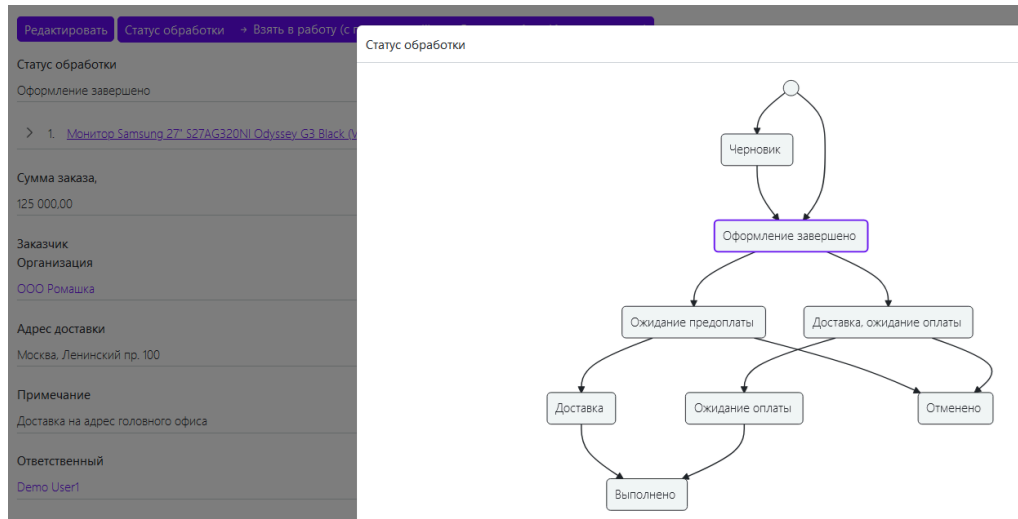 Редактировать
Статус обработки → Взять в работу (с
Статус обработки
Оформление завершено
1. Монитор Samsung 27" S27AG320NI Odyssey G3 Black
Сумма заказа,
125 000,00
Заказчик
Организация
ООО Ромашка
Адрес доставки
Москва, Ленинский пр. 100
Примечание
Доставка на адрес головного офиса
Ответственный
Demo User1
Статус обработки
Черновик
Оформление завершено
Ожидание предоплаты
Доставка, ожидание оплаты
Доставка
Ожидание оплаты
Отменено
Выполнено